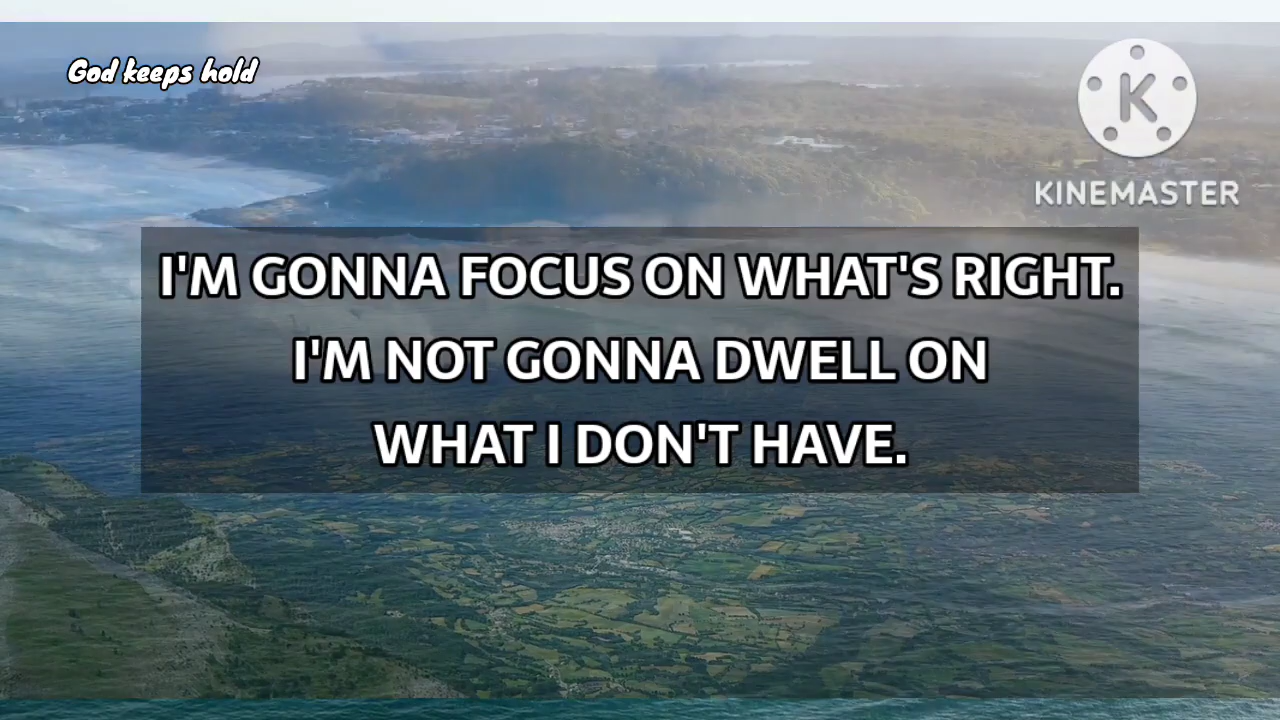 God keeps hold
K
KINEMASTER
I'M GONNA FOCUS ON WHAT'S RIGHT.
I'M NOT GONNA DWELL ON
WHAT I DON'T HAVE.